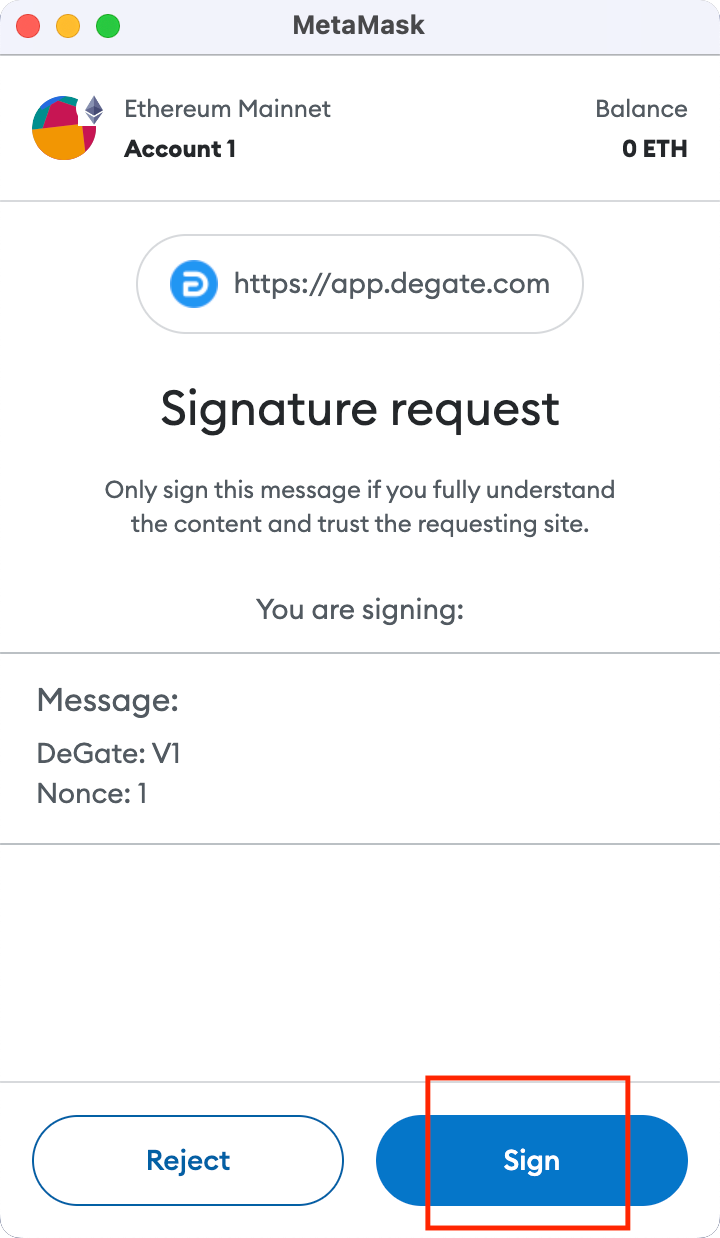 MetaMask
Ethereum Mainnet
Balance
Account 1
0 ETH
https://app.degate.com
Signature request
Only sign this message if you fully understand
the content and trust the requesting site.
You are signing:
Message:
DeGate: V1
Nonce: 1
Reject
Sign